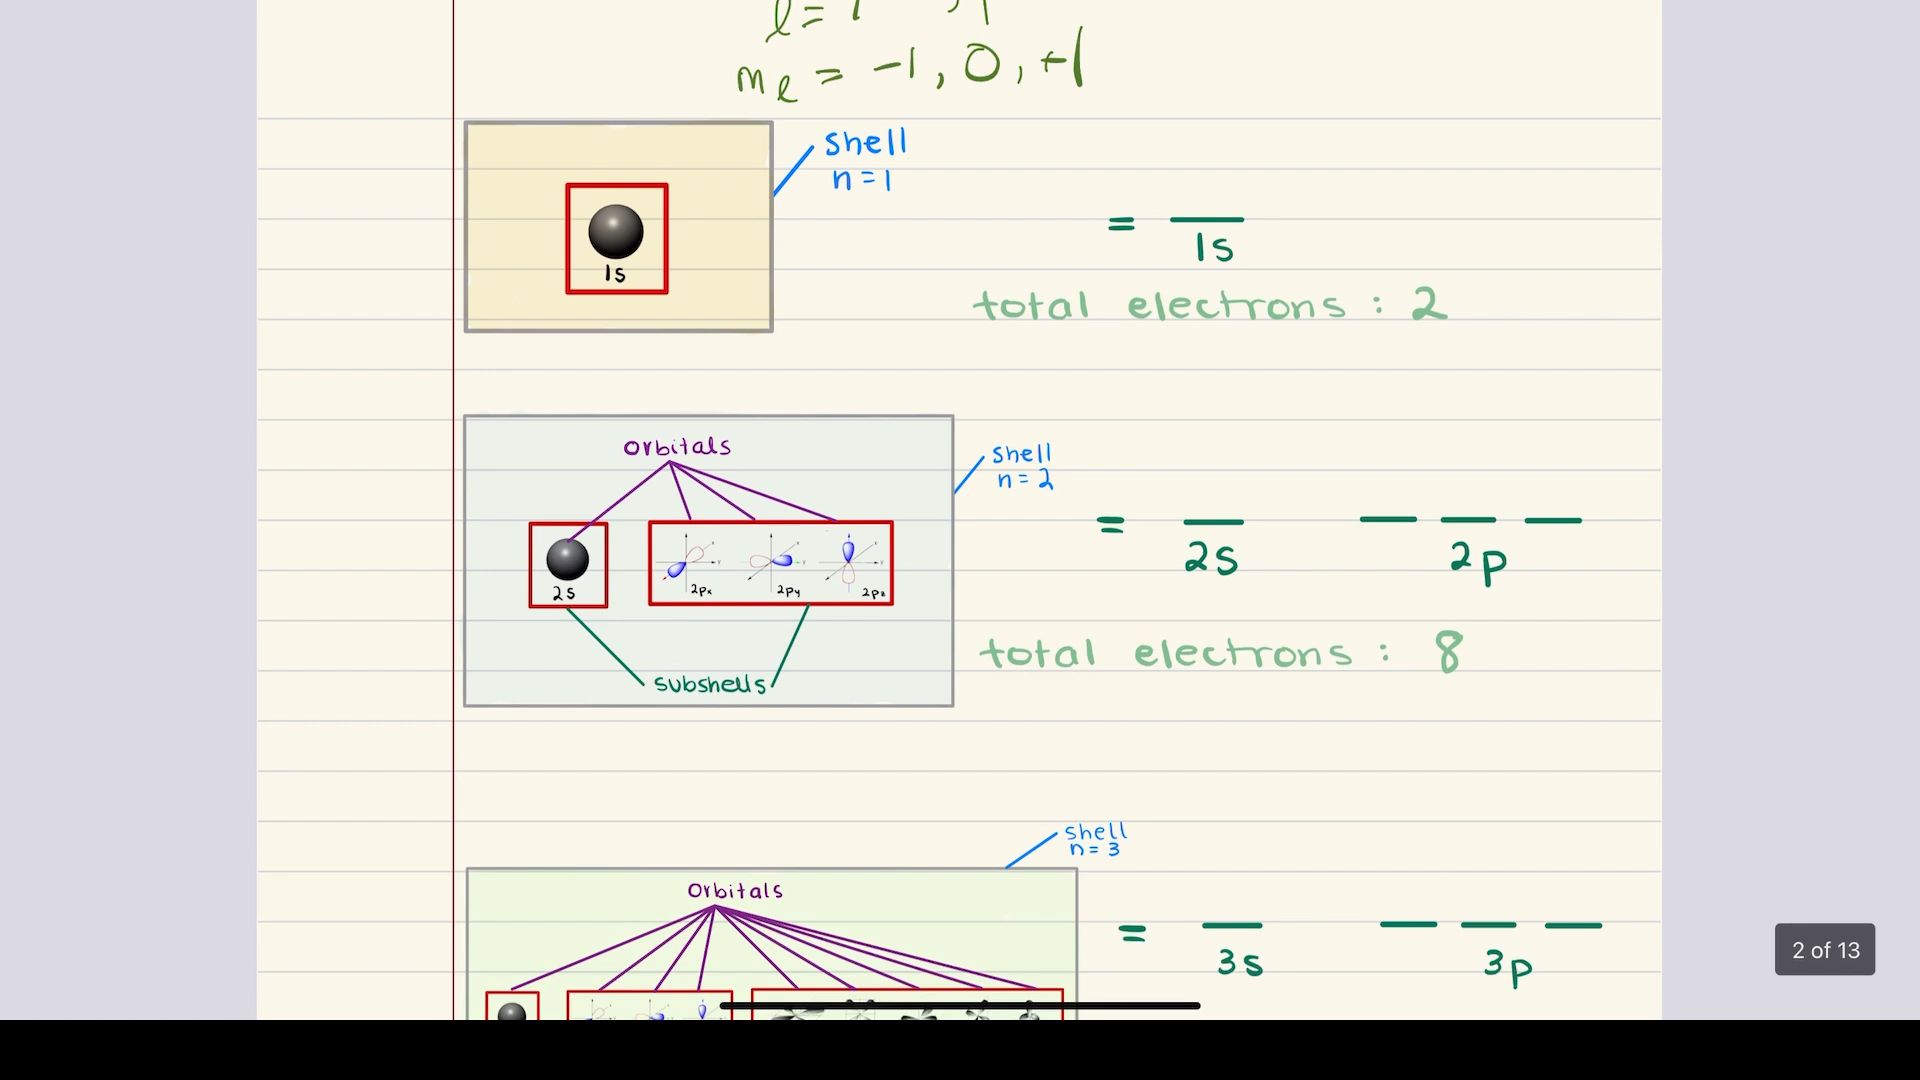 l =
mℓ = -1, 0, +1
shell
n = 1
1s
= 1s
total electrons : 2
orbitals
shell
n = 2
2s 2px 2py 2pz
= 2s 2p
subshells
total electrons : 8
shell
n = 3
orbitals
= 3s 3p
2 of 13